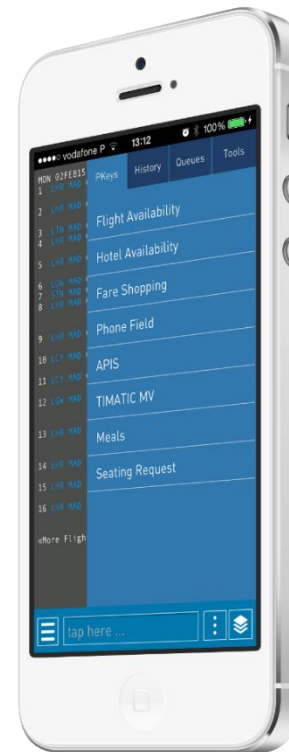 vodafone P 13:12 100%
PKeys History Queues Tools
MON 02FEB15
1 LHR MAD
2 LHR MAD
3 LTN MAD
4 LHR MAD
5 LHR MAD
6 LGW MAD
7 STN MAD
8 LHR MAD
9 LHR MAD
10 LCY MAD
11 LCY MAD
12 LGW MAD
13 LHR MAD
14 LHR MAD
15 LHR MAD
16 LHR MAD
«More Fligh
Flight Availability
Hotel Availability
Fare Shopping
Phone Field
APIS
TIMATIC MV
Meals
Seating Request
tap here ...